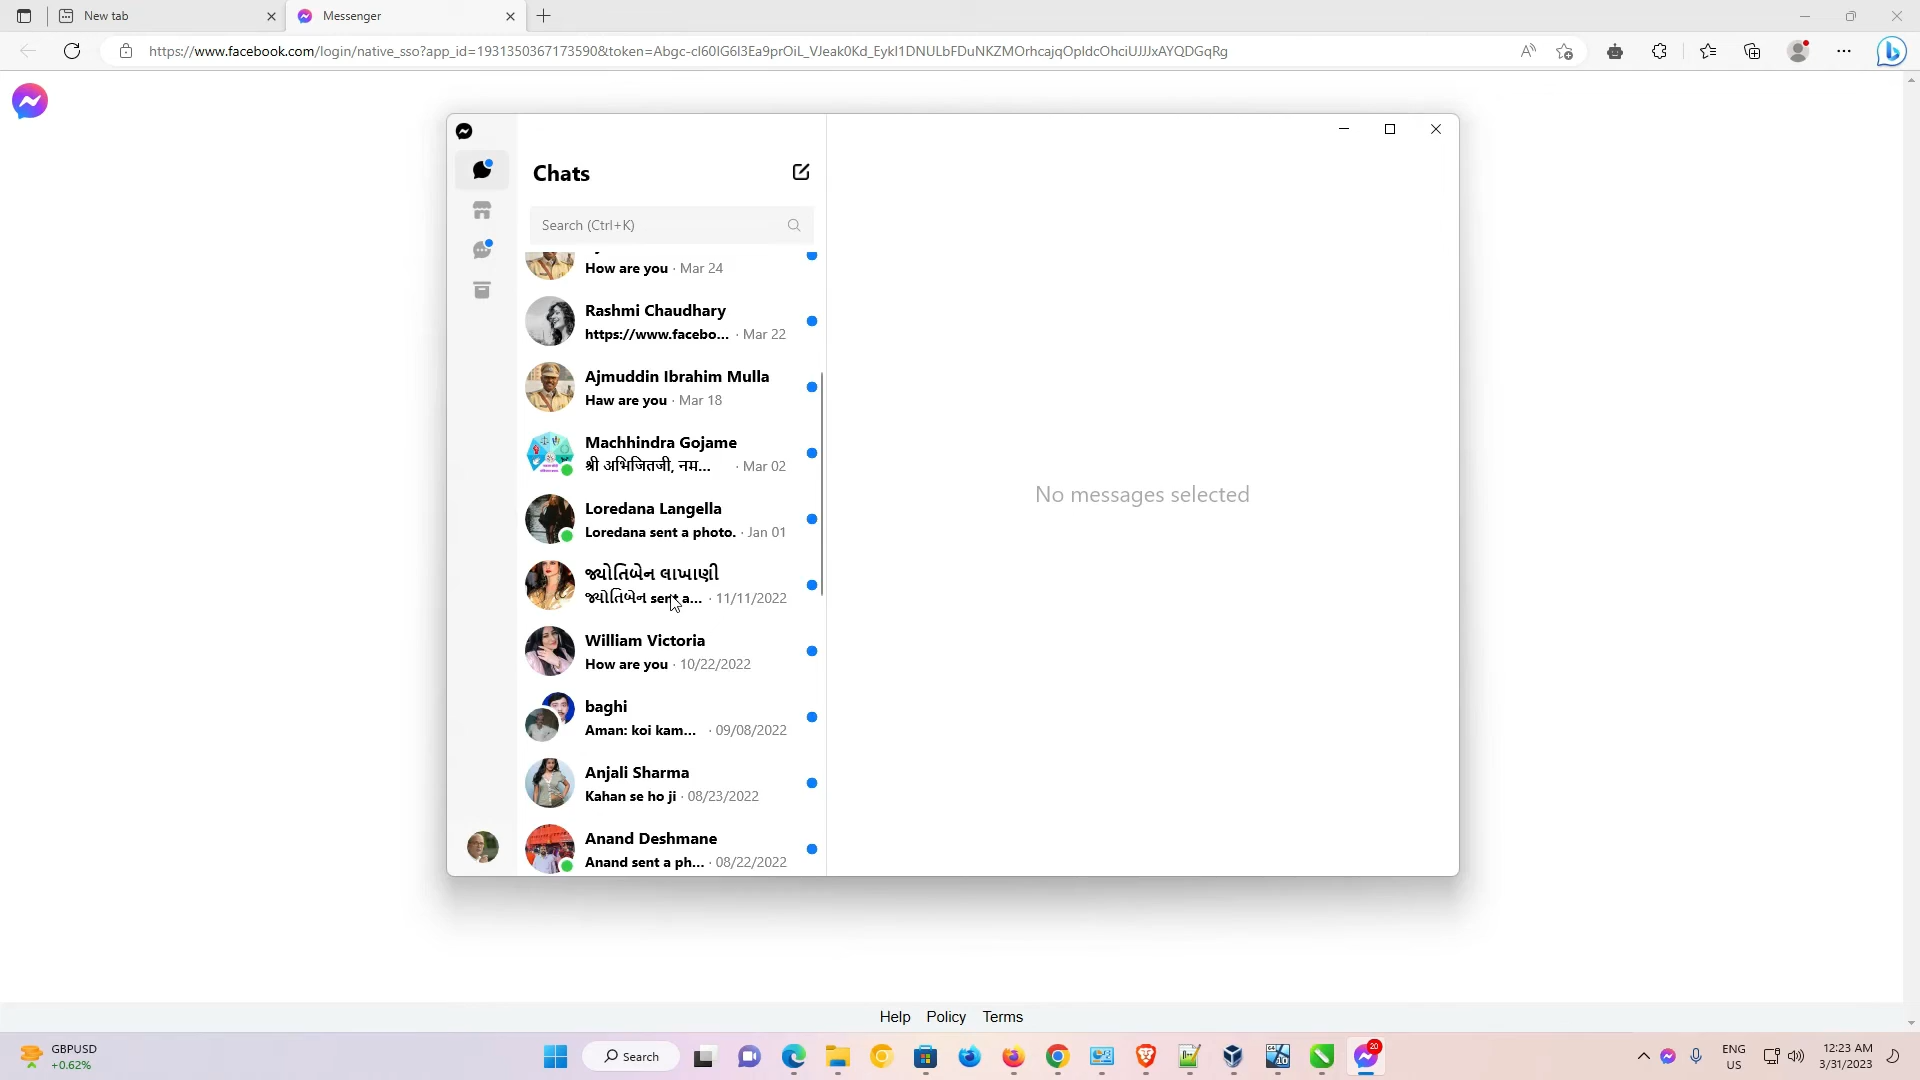 New tab
Messenger
https://www.facebook.com/login/native_sso?app_id=1931350367173590&token=Abgc-cl60IG6l3Ea9prOiL_VJeak0Kd_EykI1DNULbFDuNKZMOrhcajqOpldcOhciUJJJxAYQDGqRg
Chats
Search (Ctrl+K)
How are you · Mar 24
Rashmi Chaudhary
https://www.facebo... · Mar 22
Ajmuddin Ibrahim Mulla
Haw are you · Mar 18
Machhindra Gojame
श्री अभिजितजी, नम... · Mar 02
Loredana Langella
Loredana sent a photo. · Jan 01
જ્યોતિબેન લાખાણી
જ્યોતિબેન sent a... · 11/11/2022
William Victoria
How are you · 10/22/2022
baghi
Aman: koi kam... · 09/08/2022
Anjali Sharma
Kahan se ho ji · 08/23/2022
Anand Deshmane
Anand sent a ph... · 08/22/2022
No messages selected
Help Policy Terms
GBPUSD
+0.62%
Search
20
ENG
US
12:23 AM
3/31/2023